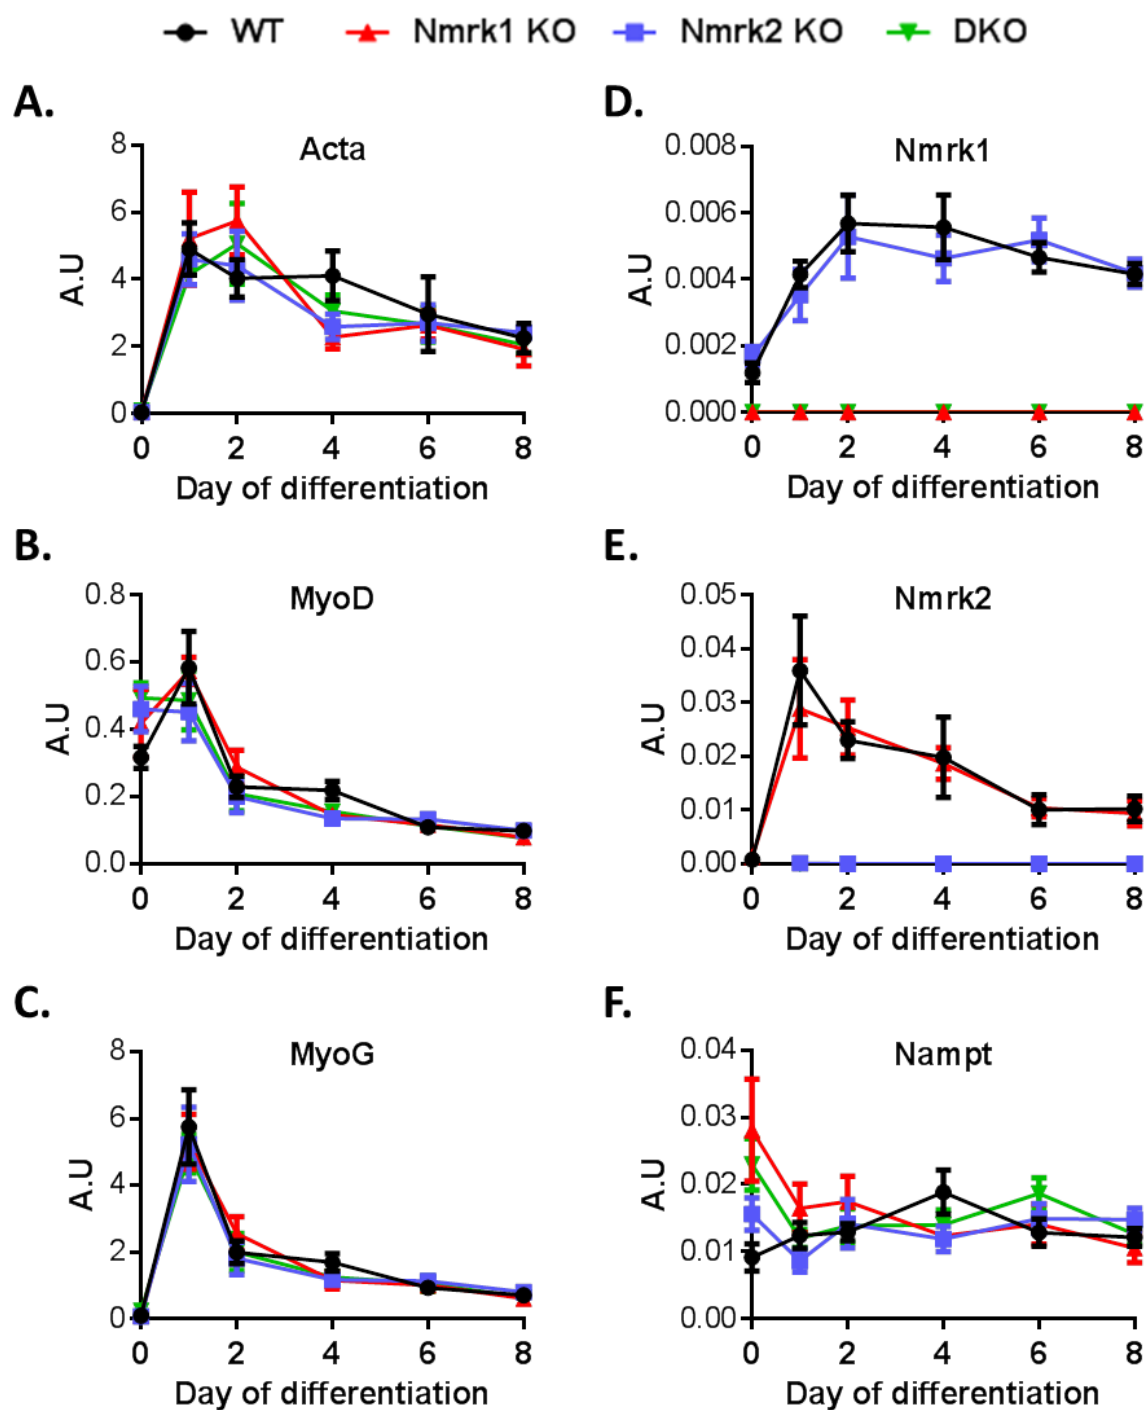 WT Nmrk1 KO Nmrk2 KO DKO
A.
Acta
8
6
4
2
0
A.U
0 2 4 6 8
Day of differentiation
B.
MyoD
0.8
0.6
0.4
0.2
0.0
A.U
0 2 4 6 8
Day of differentiation
C.
MyoG
8
6
4
2
0
A.U
0 2 4 6 8
Day of differentiation
D.
Nmrk1
0.008
0.006
0.004
0.002
0.000
A.U
0 2 4 6 8
Day of differentiation
E.
Nmrk2
0.05
0.04
0.03
0.02
0.01
0.00
A.U
0 2 4 6 8
Day of differentiation
F.
Nampt
0.04
0.03
0.02
0.01
0.00
A.U
0 2 4 6 8
Day of differentiation